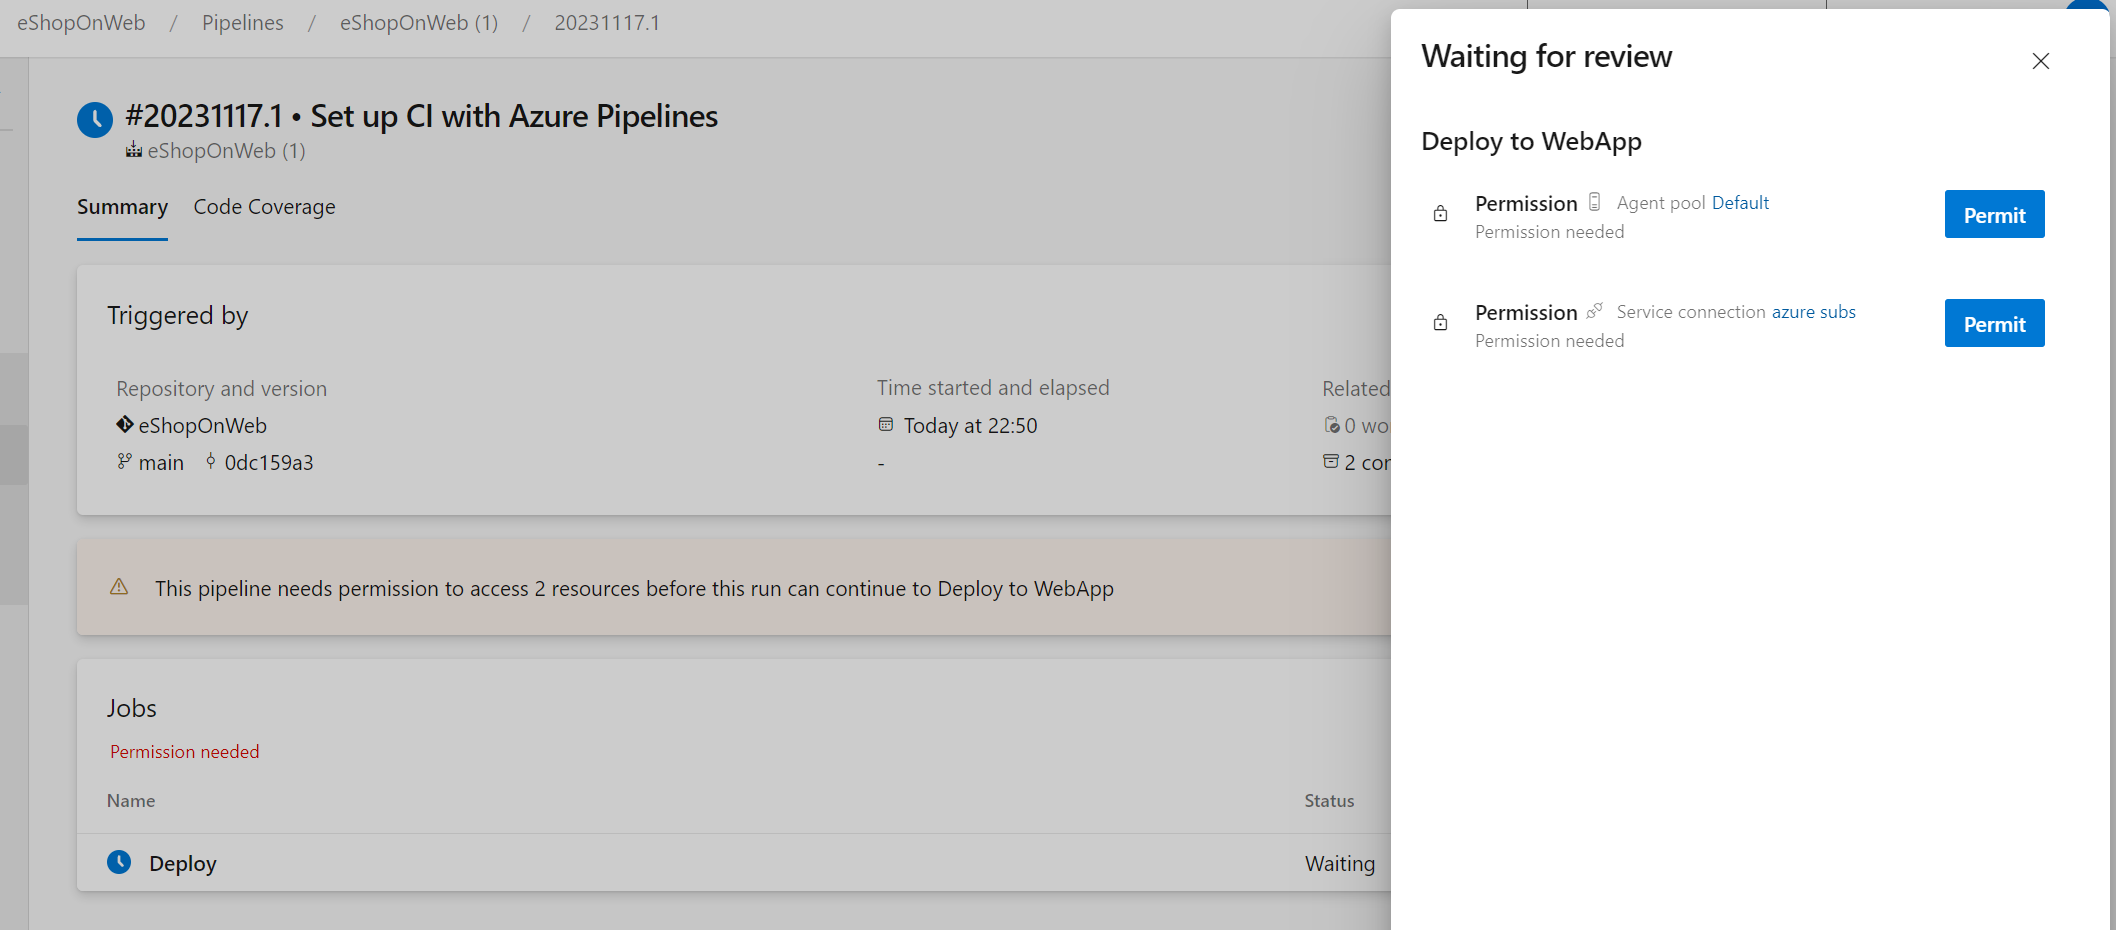 eShopOnWeb / Pipelines / eShopOnWeb (1) / 20231117.1
#20231117.1 • Set up CI with Azure Pipelines
eShopOnWeb (1)
Summary Code Coverage
Triggered by
Repository and version
eShopOnWeb
main 0dc159a3
Time started and elapsed
Today at 22:50
-
Related
0 wo
2 cor
This pipeline needs permission to access 2 resources before this run can continue to Deploy to WebApp
Jobs
Permission needed
Name Status
Deploy Waiting
Waiting for review
Deploy to WebApp
Permission Agent pool Default
Permission needed
Permit
Permission Service connection azure subs
Permission needed
Permit